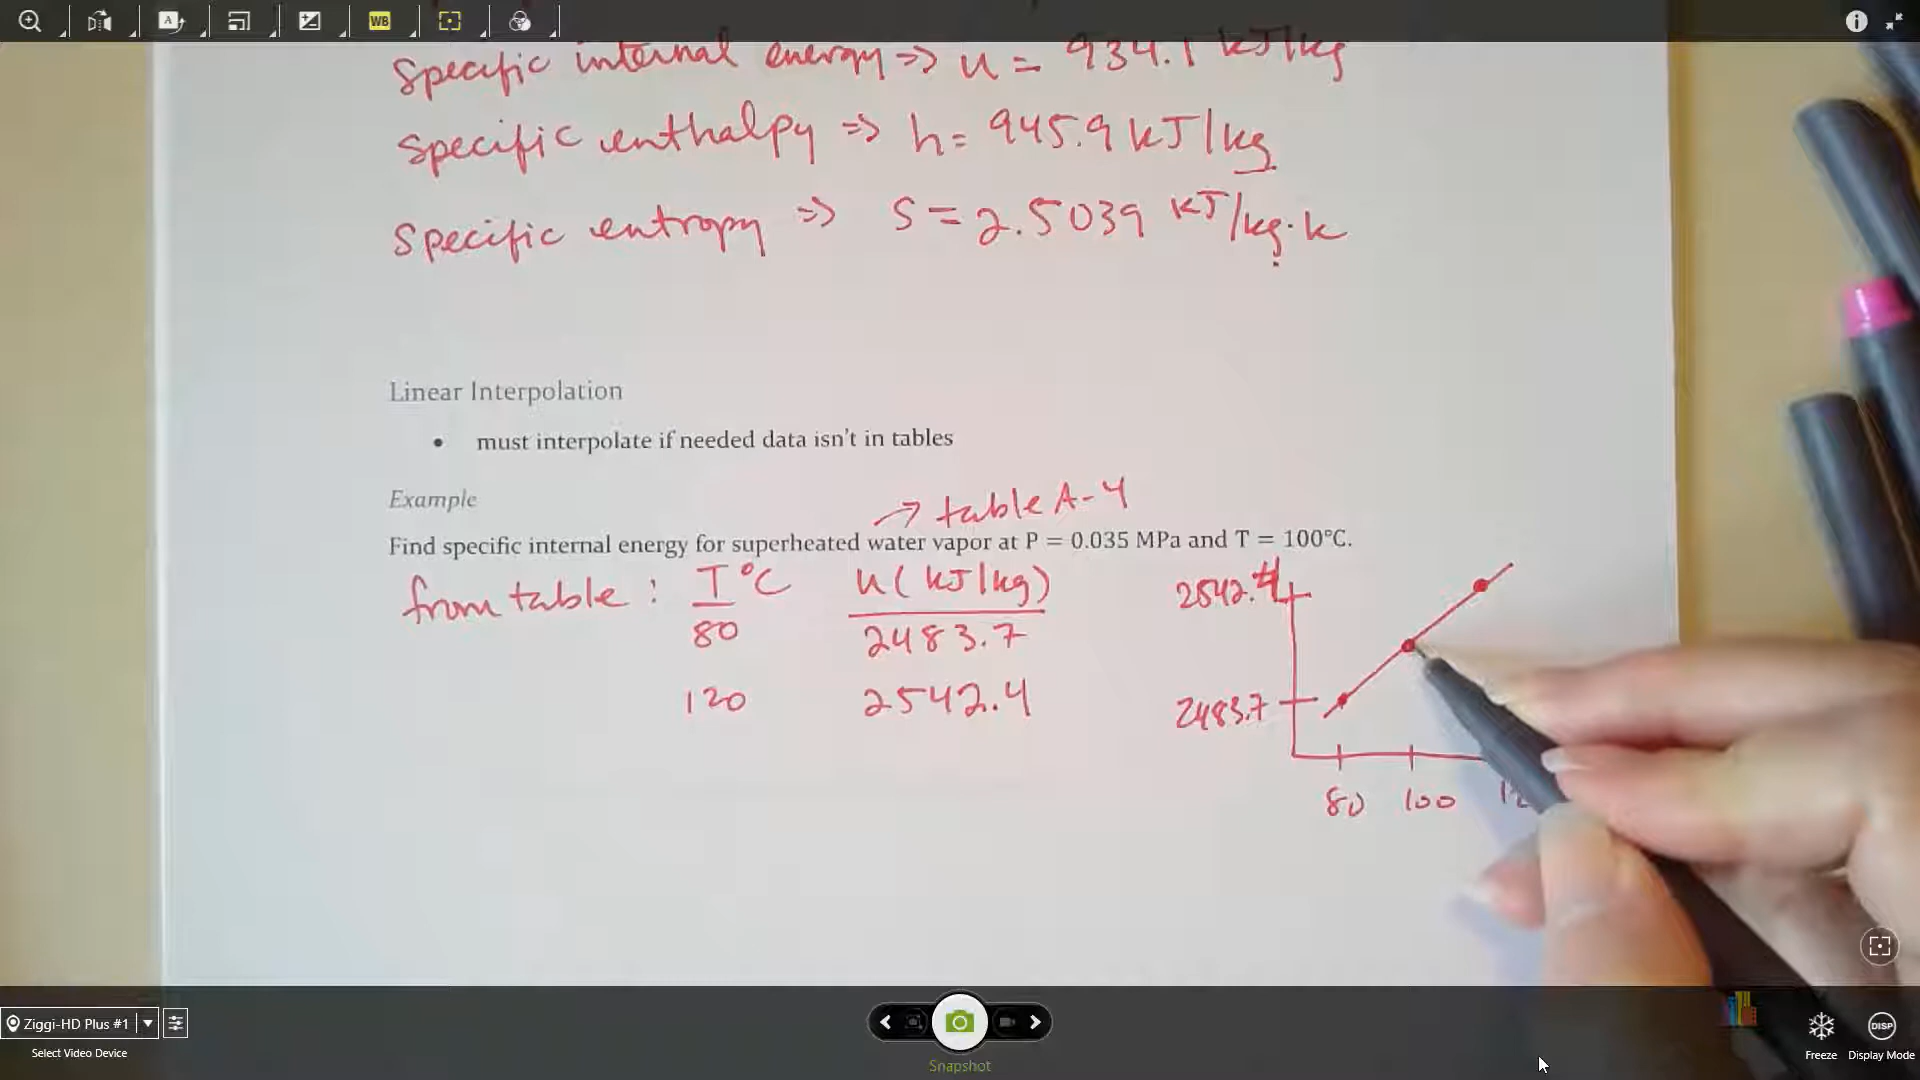 A
WB
i
Specific internal energy => u = 934.1 kJ/kg
Specific enthalpy => h = 945.9 kJ/kg
Specific entropy => S = 2.5039 kJ/kg·k
Linear Interpolation
• must interpolate if needed data isn't in tables
Example
→ table A-4
Find specific internal energy for superheated water vapor at P = 0.035 MPa and T = 100°C.
from table : T °C u ( kJ/kg )
80 2483.7
120 2542.4
2542.4
2483.7
80 100
Ziggi-HD Plus #1
Select Video Device
Snapshot
Freeze
DISP
Display Mode